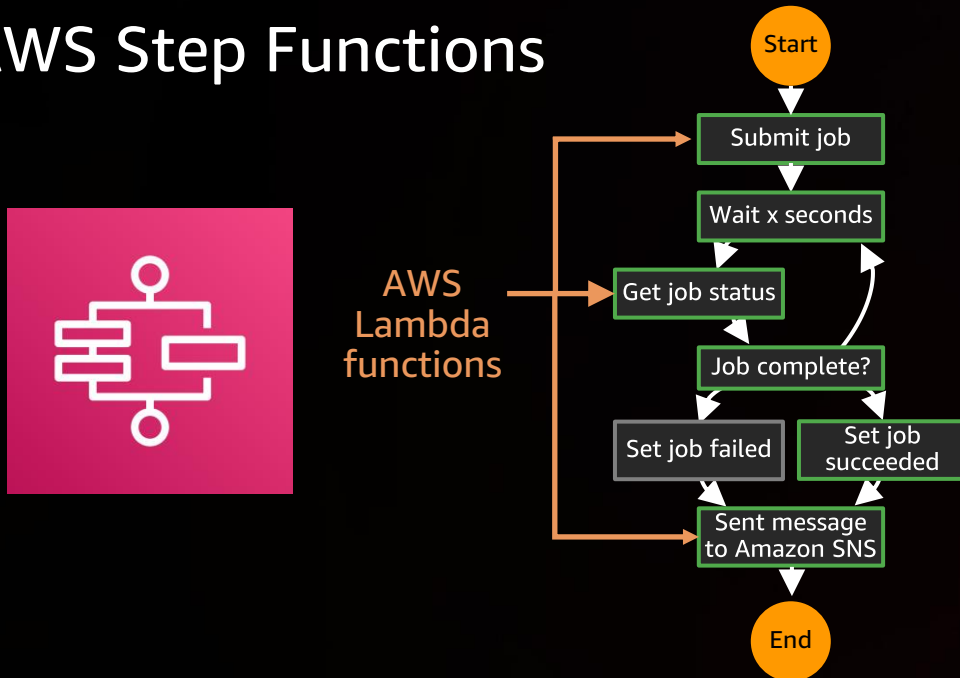 WS Step Functions
Start
Submit job
Wait x seconds
AWS
Lambda
functions
Get job status
Job complete?
Set job failed
Set job
succeeded
Sent message
to Amazon SNS
End